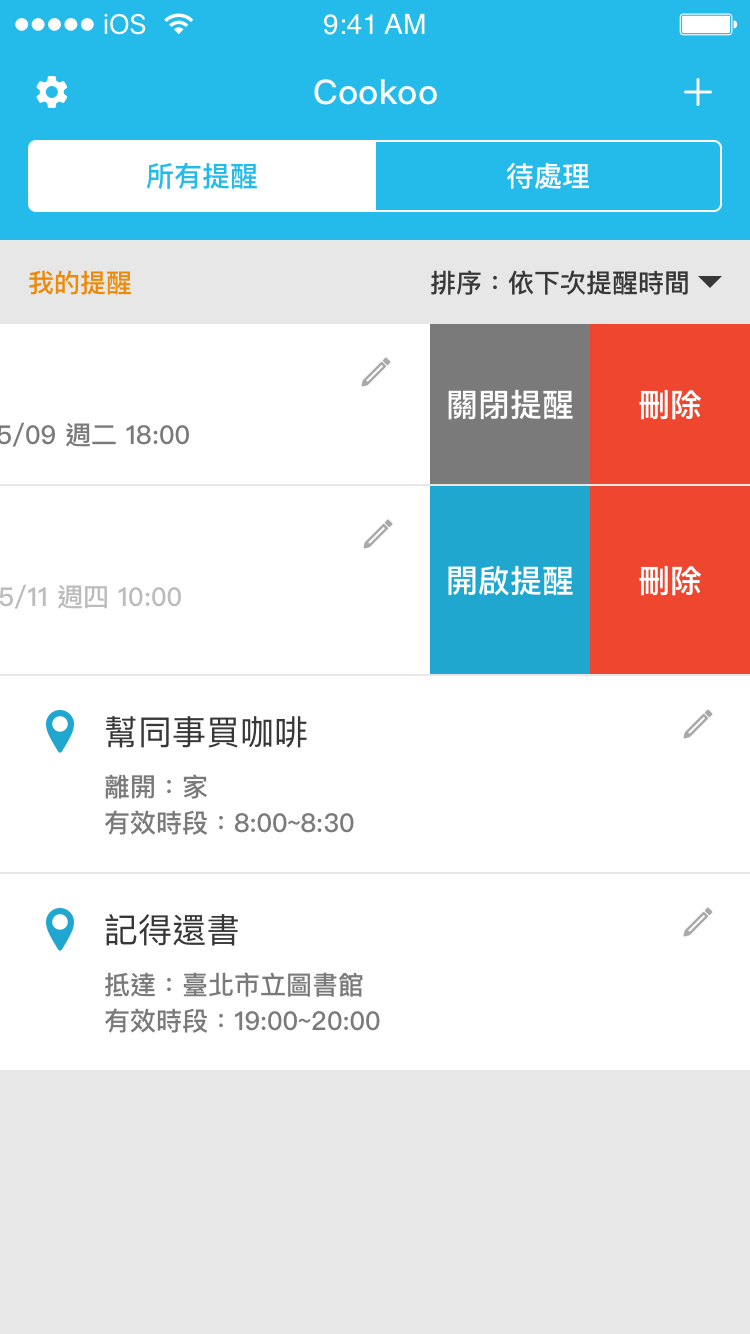 iOS 9:41 AM
Cookoo
所有提醒 待處理
我的提醒 排序：依下次提醒時間
5/09 週二 18:00
關閉提醒 刪除
5/11 週四 10:00
開啟提醒 刪除
幫同事買咖啡
離開：家
有效時段：8:00~8:30
記得還書
抵達：臺北市立圖書館
有效時段：19:00~20:00